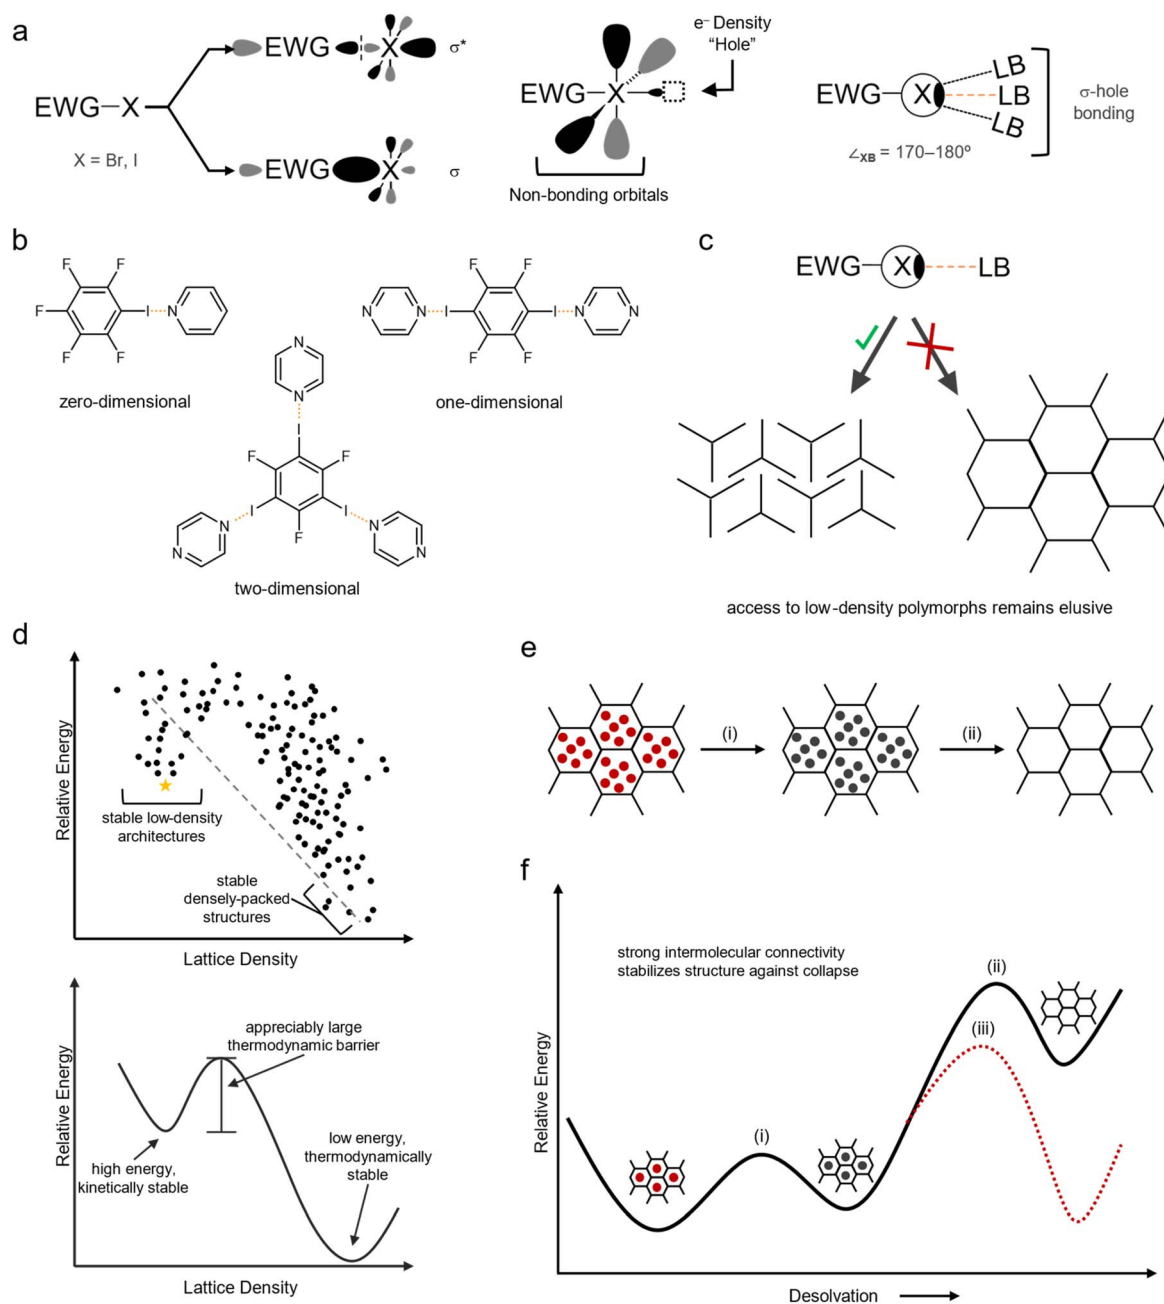 a
EWG
X
σ*
EWG
X
X = Br, I
EWG
X
σ
e⁻ Density
“Hole”
EWG
X
Non-bonding orbitals
EWG
X
LB
LB
LB
∠XB = 170–180º
σ-hole
bonding
b
F
F
F
F
F
I
N
zero-dimensional
N
N
I
F
F
F
F
I
N
N
one-dimensional
N
N
I
F
F
F
I
I
N
N
N
N
two-dimensional
c
EWG
X
LB
access to low-density polymorphs remains elusive
d
Relative Energy
stable low-density
architectures
stable
densely-packed
structures
Lattice Density
Relative Energy
appreciably large
thermodynamic barrier
high energy,
kinetically stable
low energy,
thermodynamically
stable
Lattice Density
e
(i)
(ii)
f
Relative Energy
strong intermolecular connectivity
stabilizes structure against collapse
(i)
(ii)
(iii)
Desolvation